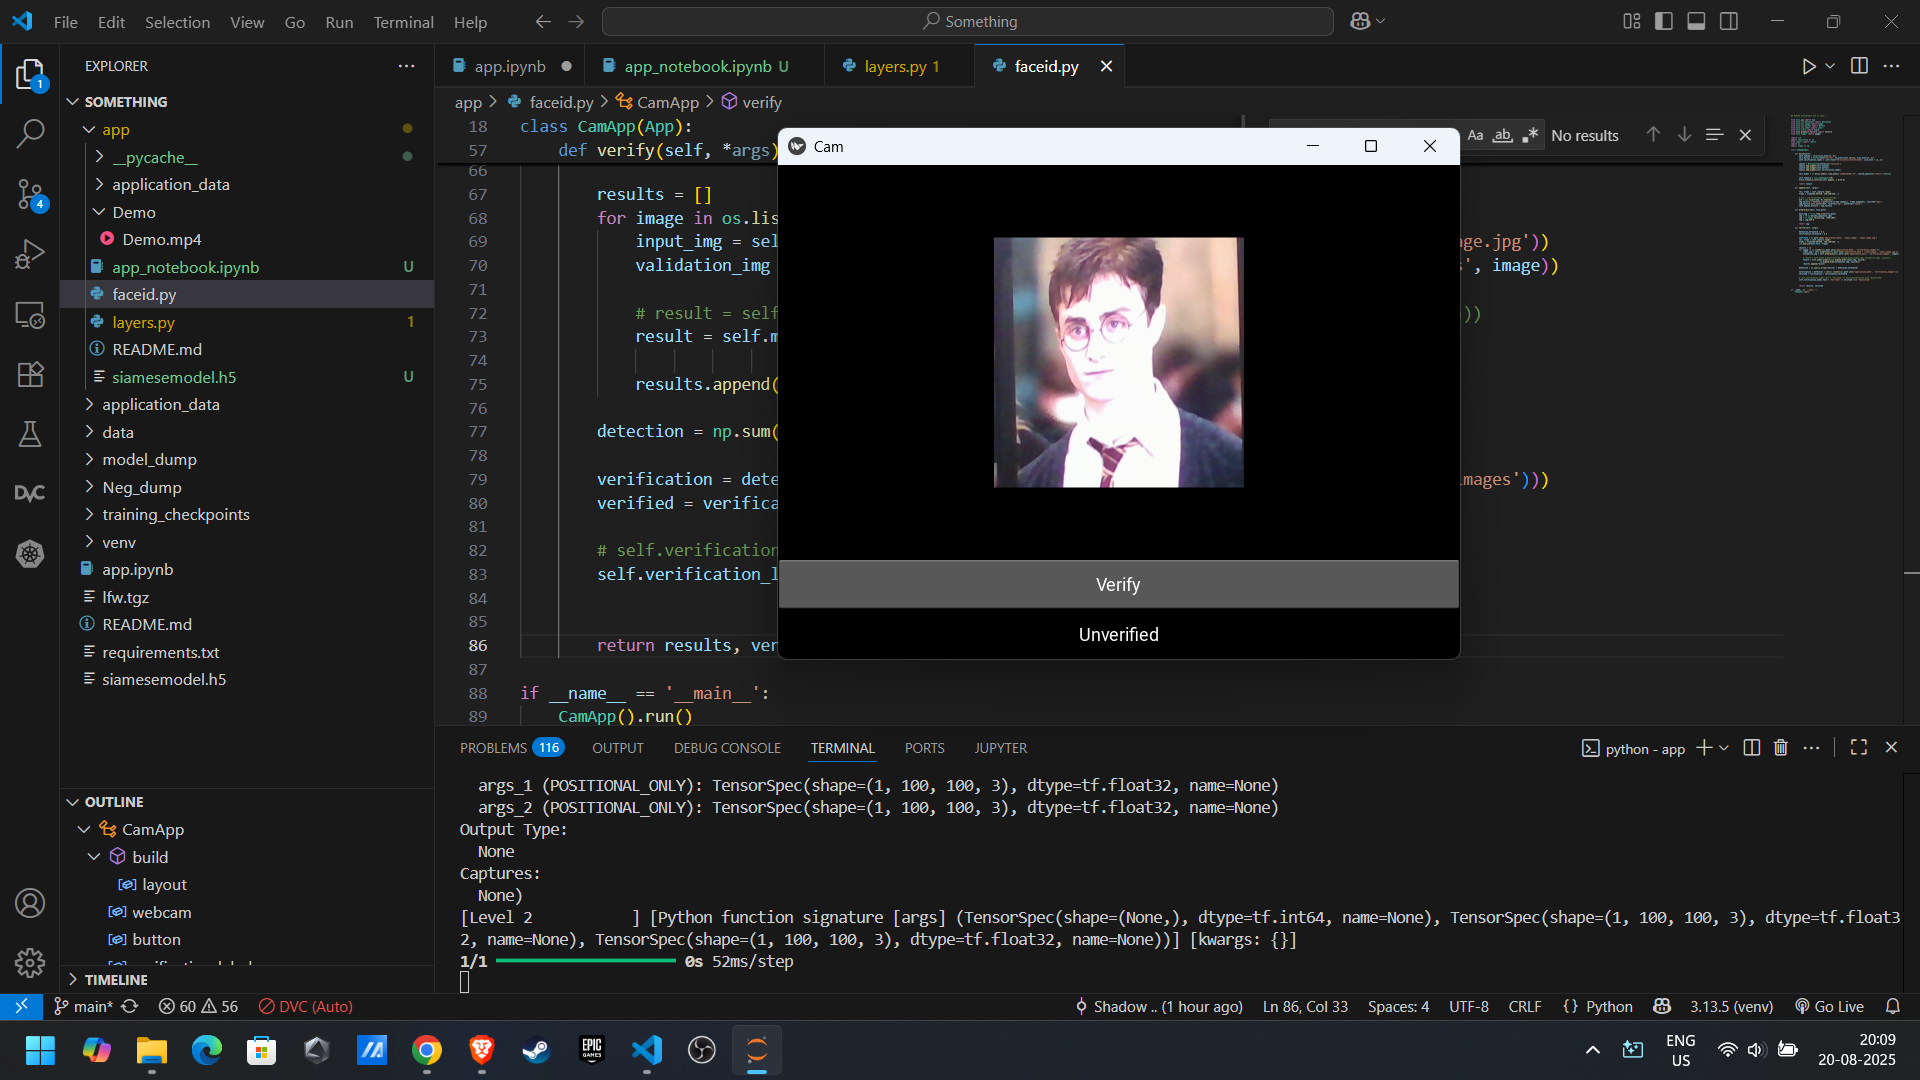 File Edit Selection View Go Run Terminal Help
Something
EXPLORER
SOMETHING
app
__pycache__
application_data
Demo
Demo.mp4
app_notebook.ipynb U
faceid.py
layers.py 1
README.md
siamesemodel.h5 U
application_data
data
model_dump
Neg_dump
training_checkpoints
venv
app.ipynb
lfw.tgz
README.md
requirements.txt
siamesemodel.h5
OUTLINE
CamApp
build
layout
webcam
button
TIMELINE
1
4
DVC
app.ipynb
app_notebook.ipynb U
layers.py 1
faceid.py
app > faceid.py > CamApp > verify
18 class CamApp(App):
57 def verify(self, *args)
66
67 results = []
68 for image in os.lis
69 input_img = sel ge.jpg'))
70 validation_img ', image))
71
72 # result = self ))
73 result = self.m
74
75 results.append(
76
77 detection = np.sum(
78
79 verification = dete mages')))
80 verified = verifica
81
82 # self.verification
83 self.verification_l
84
85
86 return results, ver
87
88 if __name__ == '__main__':
89 CamApp().run()
Aa ab No results
Cam
Verify
Unverified
PROBLEMS 116 OUTPUT DEBUG CONSOLE TERMINAL PORTS JUPYTER
python - app
args_1 (POSITIONAL_ONLY): TensorSpec(shape=(1, 100, 100, 3), dtype=tf.float32, name=None)
args_2 (POSITIONAL_ONLY): TensorSpec(shape=(1, 100, 100, 3), dtype=tf.float32, name=None)
Output Type:
None
Captures:
None)
[Level 2          ] [Python function signature [args] (TensorSpec(shape=(None,), dtype=tf.int64, name=None), TensorSpec(shape=(1, 100, 100, 3), dtype=tf.float3
2, name=None), TensorSpec(shape=(1, 100, 100, 3), dtype=tf.float32, name=None))] [kwargs: {}]
1/1 0s 52ms/step
main* 60 56 DVC (Auto) Shadow .. (1 hour ago) Ln 86, Col 33 Spaces: 4 UTF-8 CRLF {} Python 3.13.5 (venv) Go Live
EPIC GAMES
ENG
US
20:09
20-08-2025